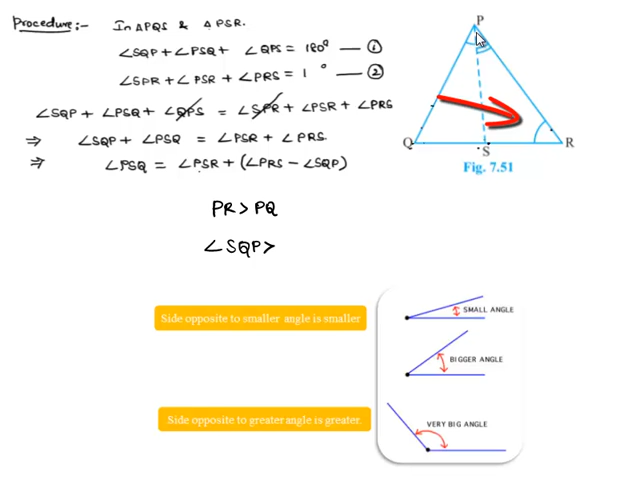 Procedure:- In △PQS & △PSR.
∠SQP + ∠PSQ + ∠QPS = 180° — ①
∠SPR + ∠PSR + ∠PRS = 1 ° — ②
∠SQP + ∠PSQ + ∠QPS = ∠SPR + ∠PSR + ∠PRS
⇒ ∠SQP + ∠PSQ = ∠PSR + ∠PRS.
⇒ ∠PSQ = ∠PSR + (∠PRS − ∠SQP)
PR > PQ
∠SQP >
P
Q
S
R
Fig. 7.51
Side opposite to smaller angle is smaller
SMALL ANGLE
BIGGER ANGLE
Side opposite to greater angle is greater.
VERY BIG ANGLE